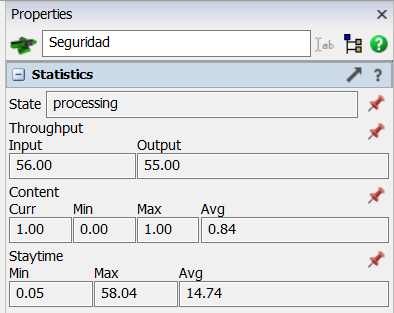 Properties
Seguridad
ab
?
Statistics
?
State processing
Throughput
Input Output
56.00 55.00
Content
Curr Min Max Avg
1.00 0.00 1.00 0.84
Staytime
Min Max Avg
0.05 58.04 14.74